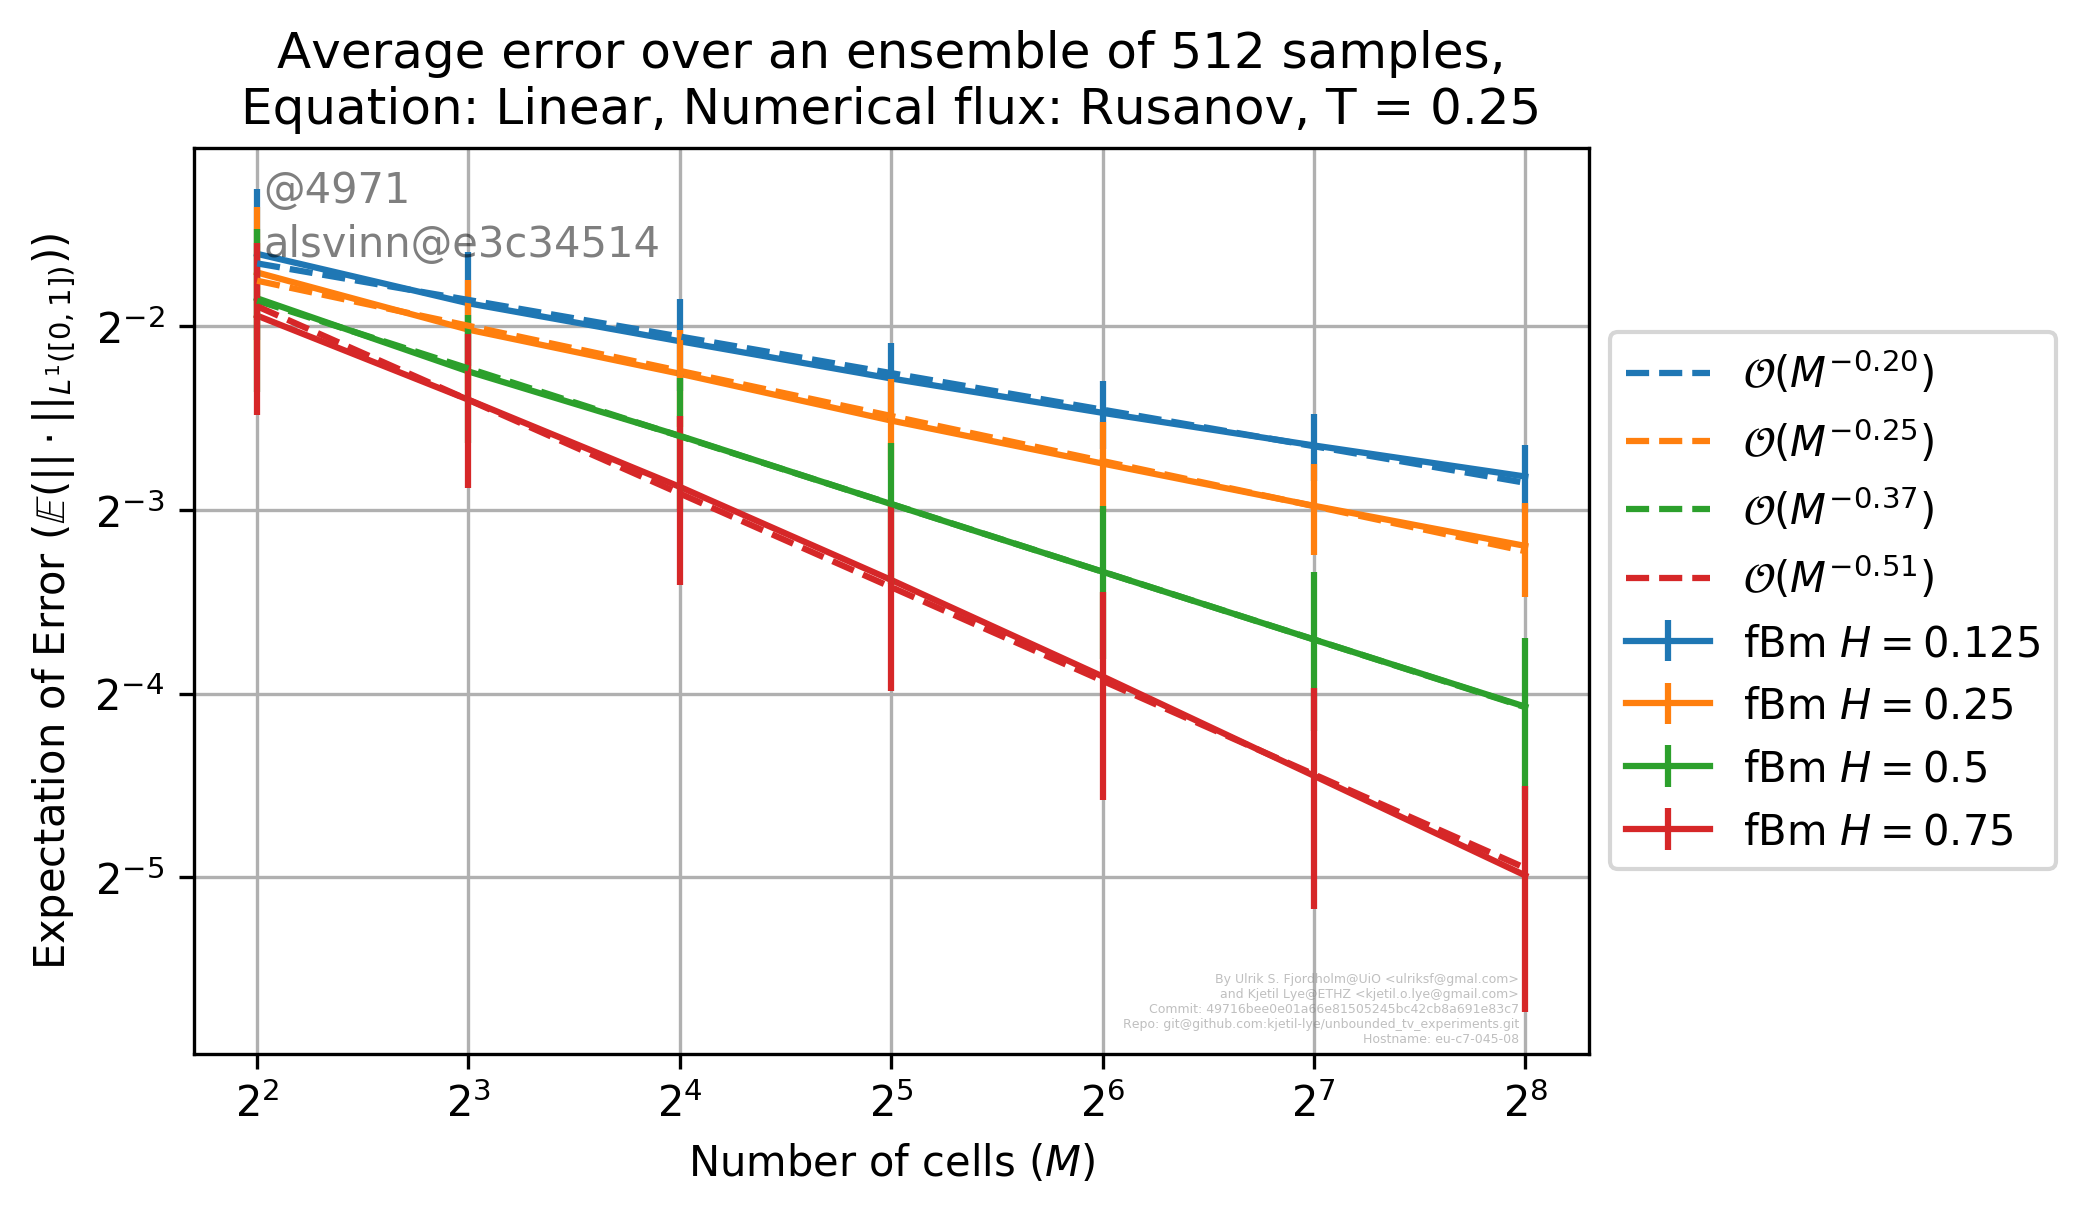 Average error over an ensemble of 512 samples,
Equation: Linear, Numerical flux: Rusanov, T = 0.25
@4971
alsvinn@e3c34514
Expectation of Error (𝔼(|| · ||_{L^1([0,1])}))
2^{-2}
2^{-3}
2^{-4}
2^{-5}
2^2
2^3
2^4
2^5
2^6
2^7
2^8
Number of cells (M)
𝒪(M^{-0.20})
𝒪(M^{-0.25})
𝒪(M^{-0.37})
𝒪(M^{-0.51})
fBm H = 0.125
fBm H = 0.25
fBm H = 0.5
fBm H = 0.75
By Ulrik S. Fjordholm@UiO <ulriksf@gmal.com>
and Kjetil Lye@ETHZ <kjetil.o.lye@gmail.com>
Commit: 49716bee0e01a66e81505245bc42cb8a691e83c7
Repo: git@github.com:kjetil-lye/unbounded_tv_experiments.git
Hostname: eu-c7-045-08